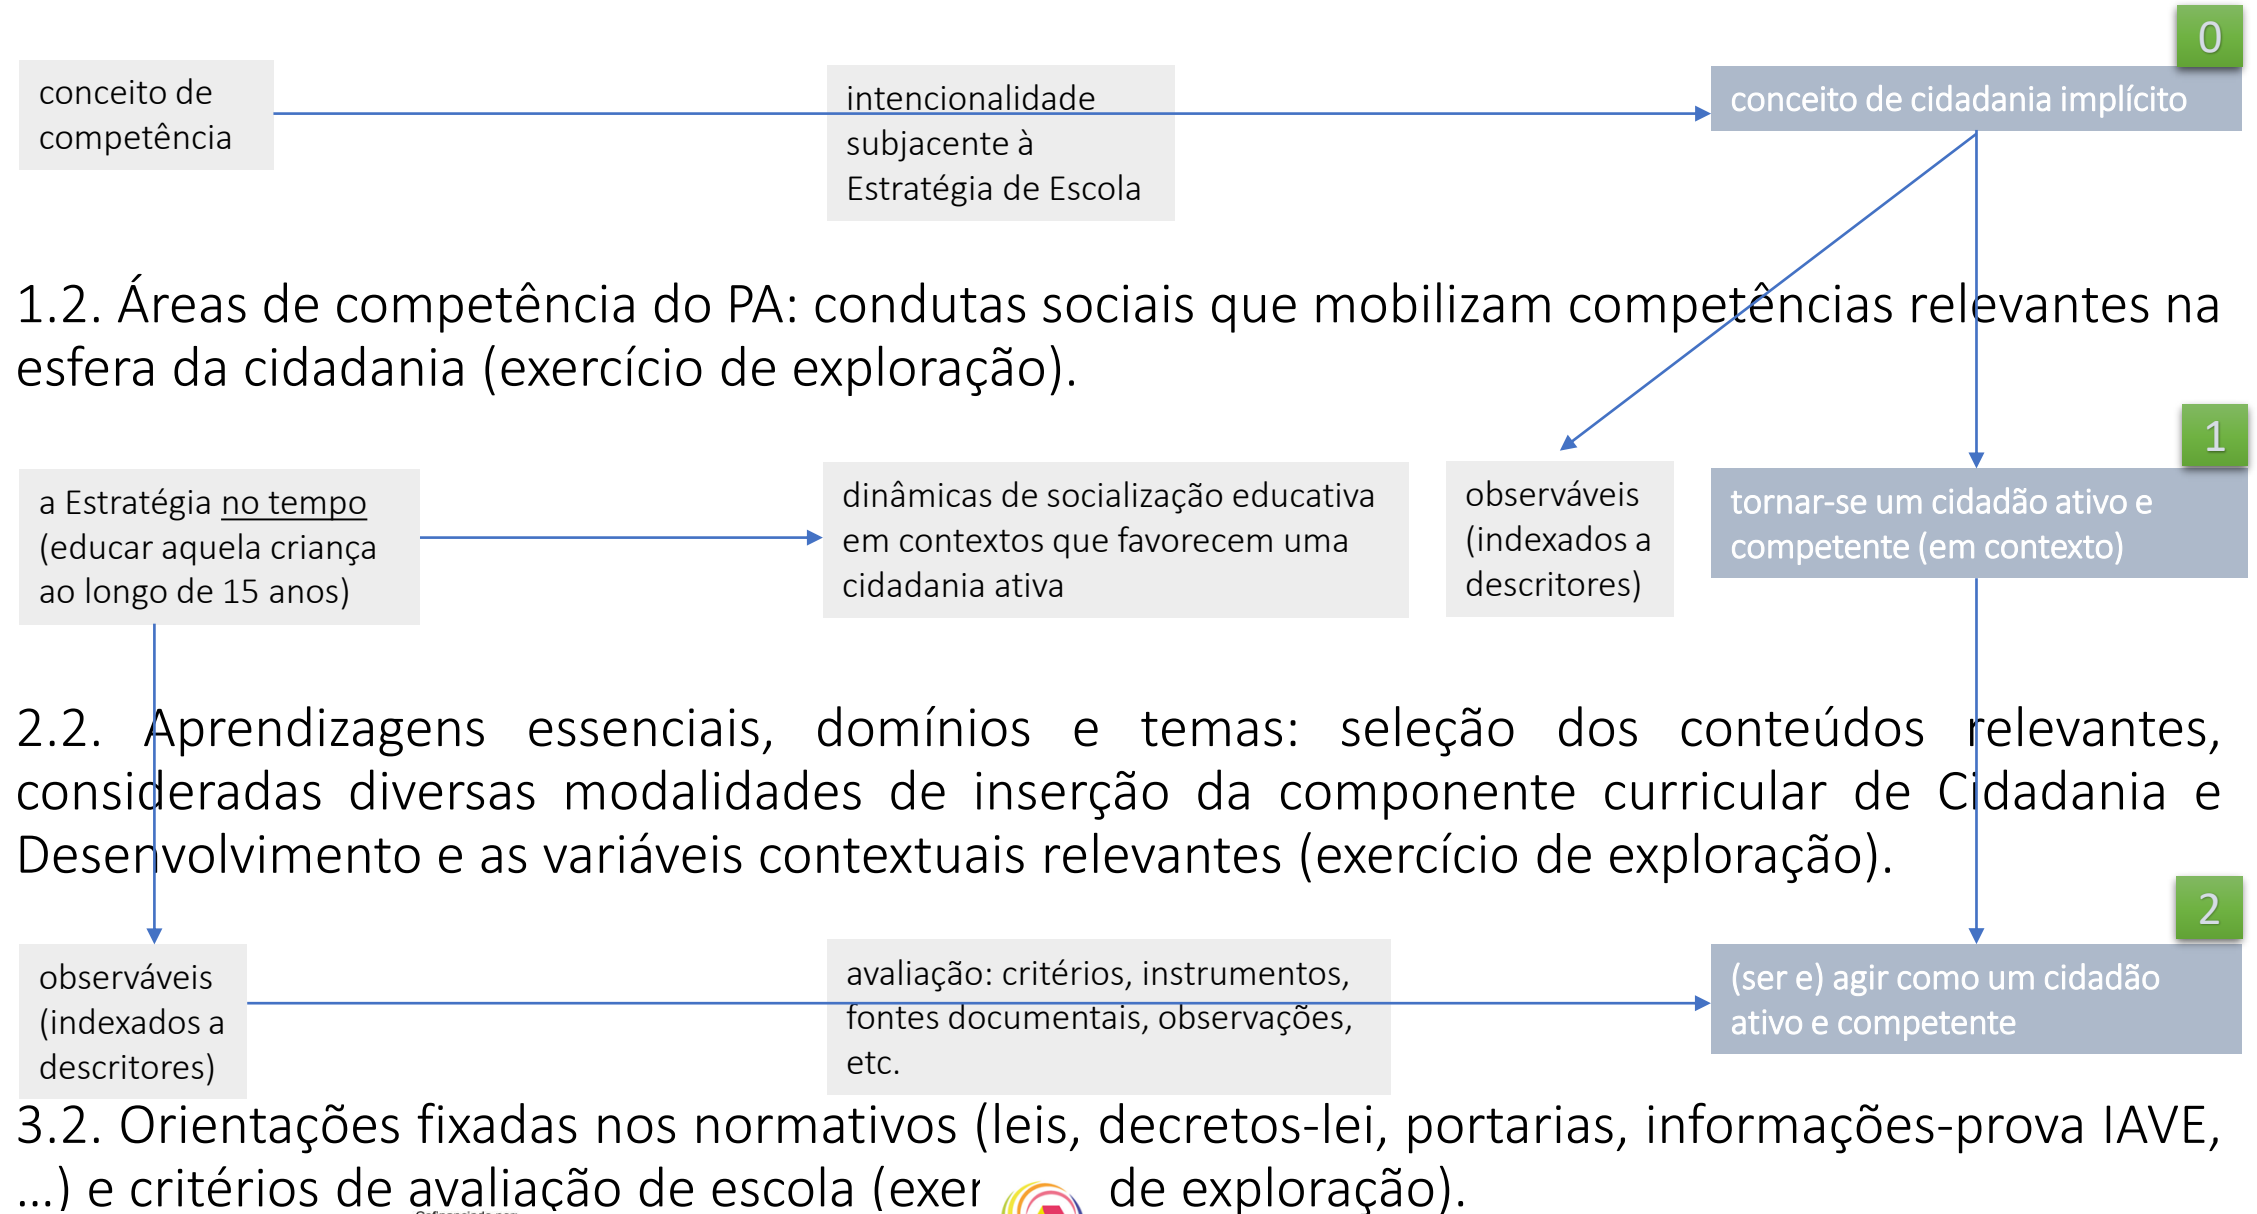 0
conceito de
competência
intencionalidade
subjacente à
Estratégia de Escola
conceito de cidadania implícito
1.2. Áreas de competência do PA: condutas sociais que mobilizam competências relevantes na
esfera da cidadania (exercício de exploração).
1
a Estratégia no tempo
(educar aquela criança
ao longo de 15 anos)
dinâmicas de socialização educativa
em contextos que favorecem uma
cidadania ativa
observáveis
(indexados a
descritores)
tornar-se um cidadão ativo e
competente (em contexto)
2.2. Aprendizagens essenciais, domínios e temas: seleção dos conteúdos relevantes,
consideradas diversas modalidades de inserção da componente curricular de Cidadania e
Desenvolvimento e as variáveis contextuais relevantes (exercício de exploração).
2
observáveis
(indexados a
descritores)
avaliação: critérios, instrumentos,
fontes documentais, observações,
etc.
(ser e) agir como um cidadão
ativo e competente
3.2. Orientações fixadas nos normativos (leis, decretos-lei, portarias, informações-prova IAVE,
...) e critérios de avaliação de escola (exer de exploração).